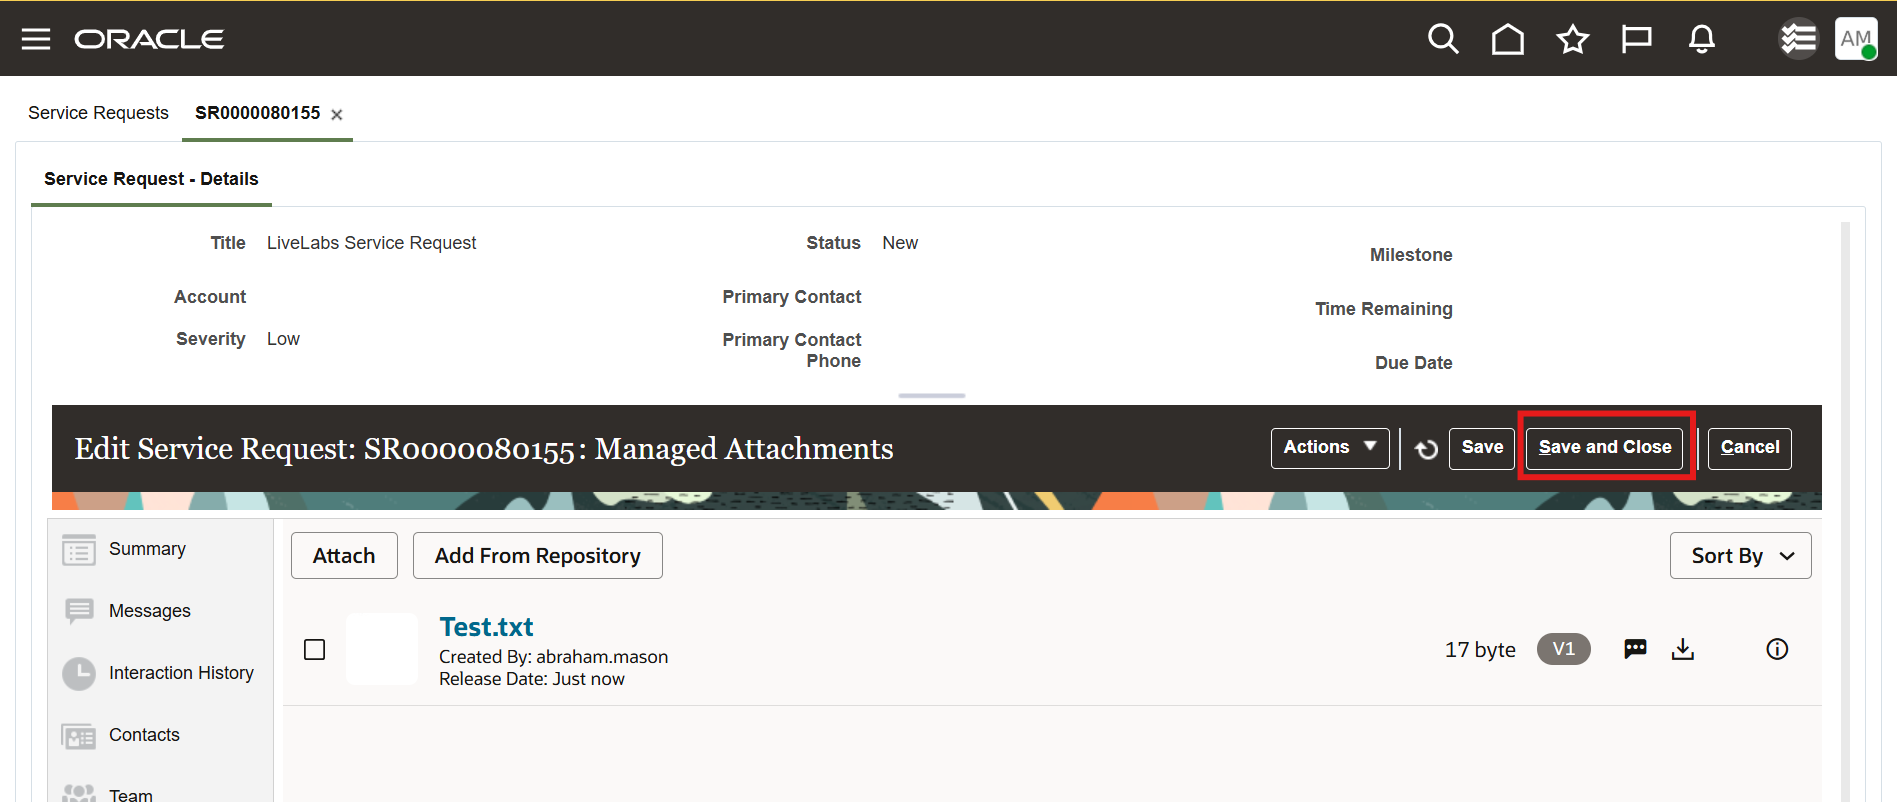 ORACLE
AM
Service Requests
SR0000080155
Service Request - Details
Title LiveLabs Service Request
Status New
Milestone
Account
Primary Contact
Time Remaining
Severity Low
Primary Contact
Phone
Due Date
Edit Service Request: SR0000080155: Managed Attachments
Actions
Save
Save and Close
Cancel
Summary
Messages
Interaction History
Contacts
Team
Attach
Add From Repository
Sort By
Test.txt
Created By: abraham.mason
Release Date: Just now
17 byte
V1